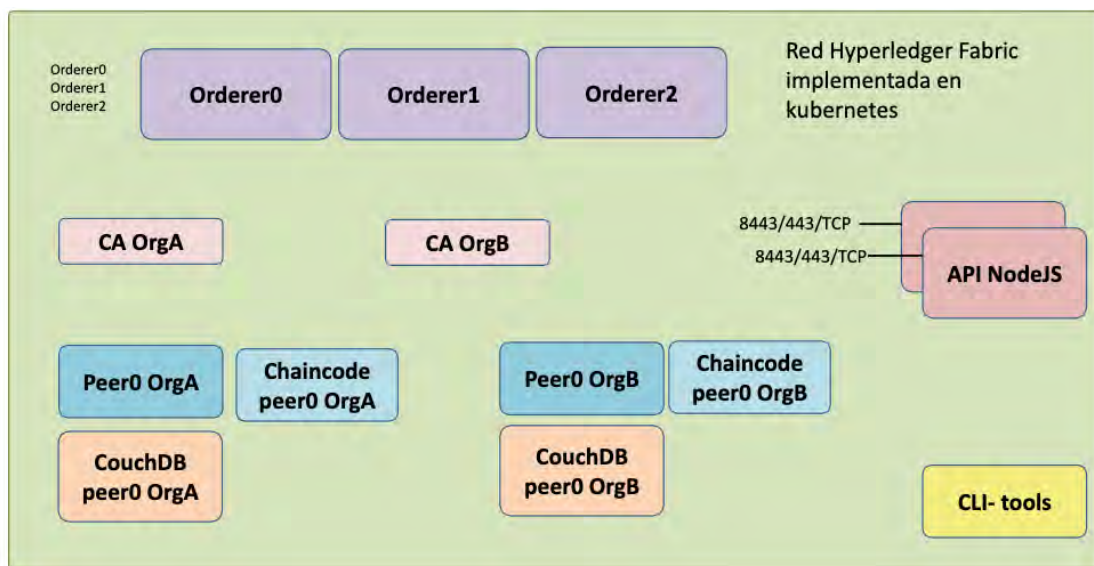 Orderer0
Orderer1
Orderer2
Orderer0
Orderer1
Orderer2
Red Hyperledger Fabric
implementada en
kubernetes
CA OrgA
CA OrgB
8443/443/TCP
8443/443/TCP
API NodeJS
Peer0 OrgA
Chaincode
peer0 OrgA
Peer0 OrgB
Chaincode
peer0 OrgB
CouchDB
peer0 OrgA
CouchDB
peer0 OrgB
CLI- tools